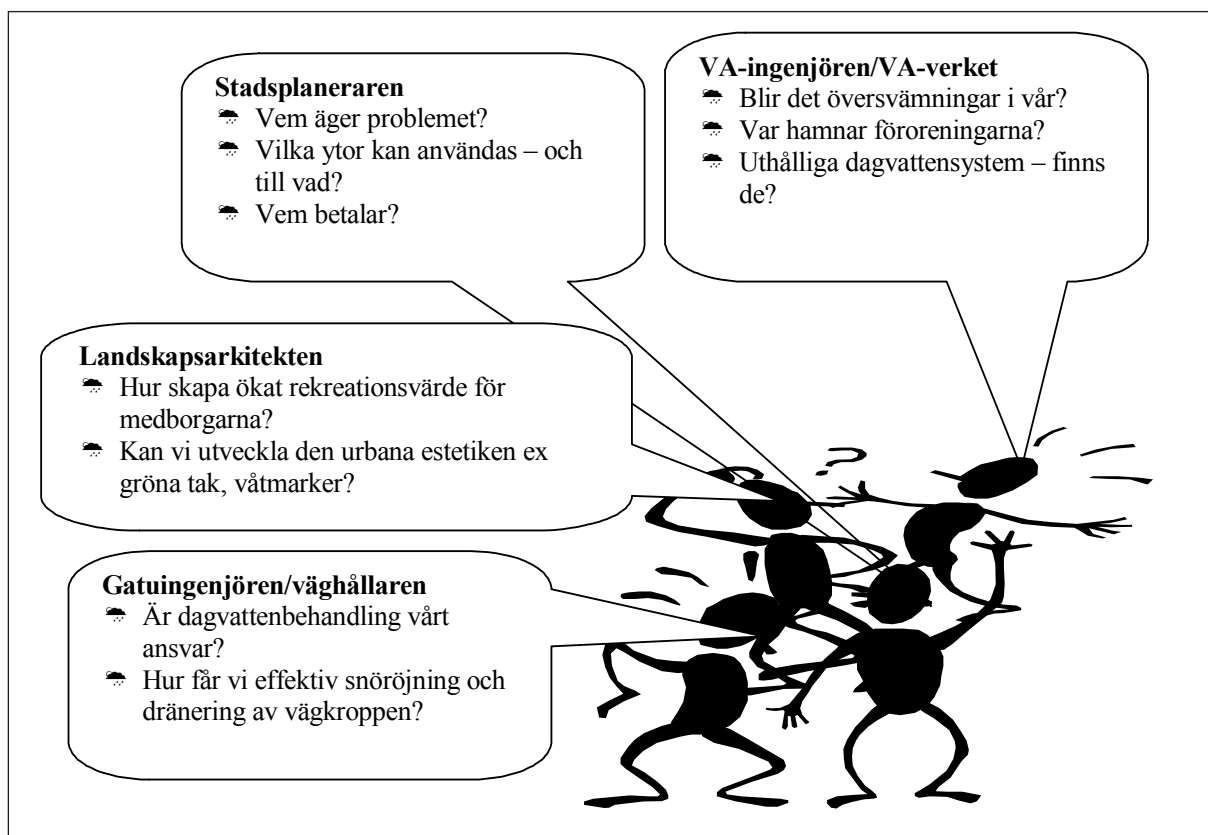 Stadsplaneraren
Vem äger problemet?
Vilka ytor kan användas – och
till vad?
Vem betalar?
VA-ingenjören/VA-verket
Blir det översvämningar i vår?
Var hamnar föroreningarna?
Uthålliga dagvattensystem – finns
de?
Landskapsarkitekten
Hur skapa ökat rekreationsvärde för
medborgarna?
Kan vi utveckla den urbana estetiken ex
gröna tak, våtmarker?
Gatuingenjören/väghållaren
Är dagvattenbehandling vårt
ansvar?
Hur får vi effektiv snöröjning och
dränering av vägkroppen?